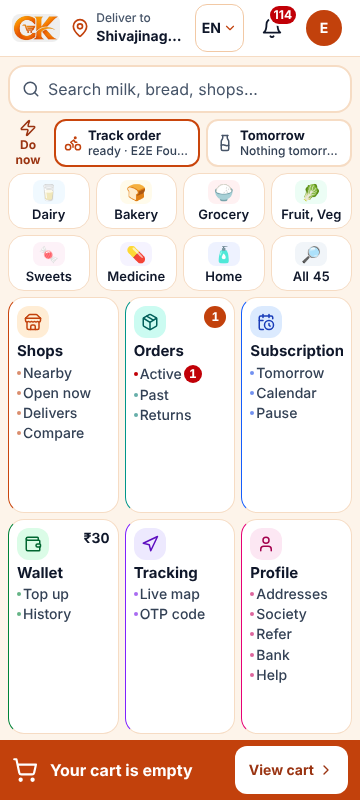 GK
Deliver to
Shivajinag...
EN
114
E
Search milk, bread, shops...
Do now
Track order
ready · E2E Fou...
Tomorrow
Nothing tomorr...
Dairy
Bakery
Grocery
Fruit, Veg
Sweets
Medicine
Home
All 45
Shops
•Nearby
•Open now
•Delivers
•Compare
1
Orders
•Active 1
•Past
•Returns
Subscription
•Tomorrow
•Calendar
•Pause
₹30
Wallet
•Top up
•History
Tracking
•Live map
•OTP code
Profile
•Addresses
•Society
•Refer
•Bank
•Help
Your cart is empty
View cart